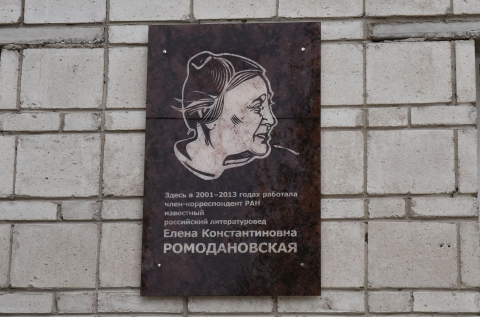 Здесь в 2001–2013 годах работала
член-корреспондент РАН
известный
российский литературовед
Елена Константиновна
РОМОДАНОВСКАЯ